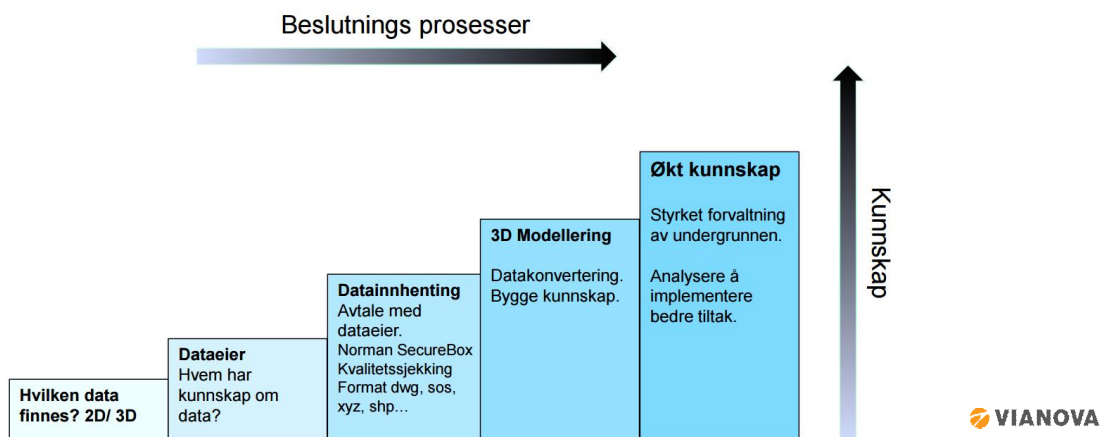 Beslutnings prosesser
Kunnskap
Økt kunnskap
Styrket forvaltning
av undergrunnen.
Analysere å
implementere
bedre tiltak.
3D Modellering
Datakonvertering.
Bygge kunnskap.
Datainnhenting
Avtale med
dataeier.
Norman SecureBox
Kvalitetssjekking
Format dwg, sos,
xyz, shp...
Dataeier
Hvem har
kunnskap om
data?
Hvilken data
finnes? 2D/ 3D
VIANOVA